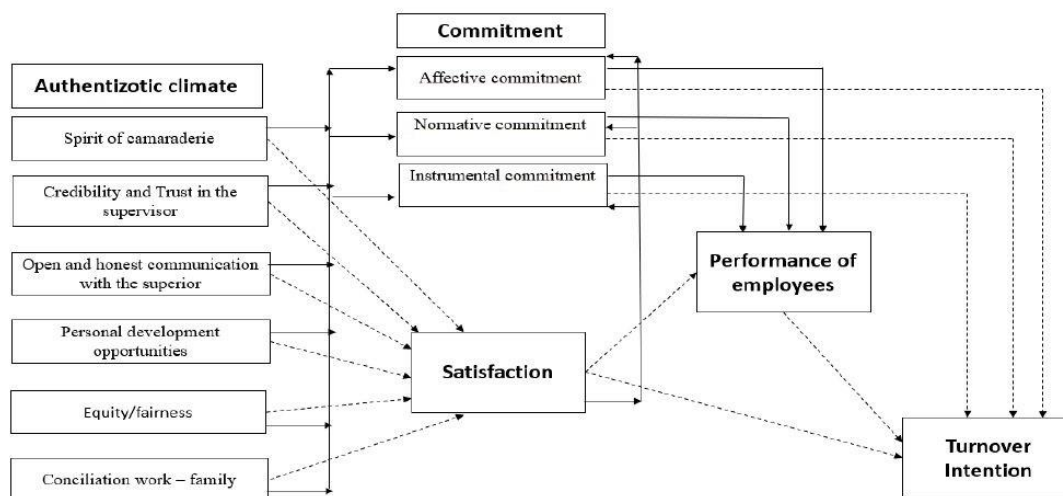 Commitment
Authentizotic climate
Affective commitment
Spirit of camaraderie
Normative commitment
Credibility and Trust in the
supervisor
Instrumental commitment
Open and honest communication
with the superior
Performance of
employees
Personal development
opportunities
Satisfaction
Equity/fairness
Turnover
Intention
Conciliation work – family